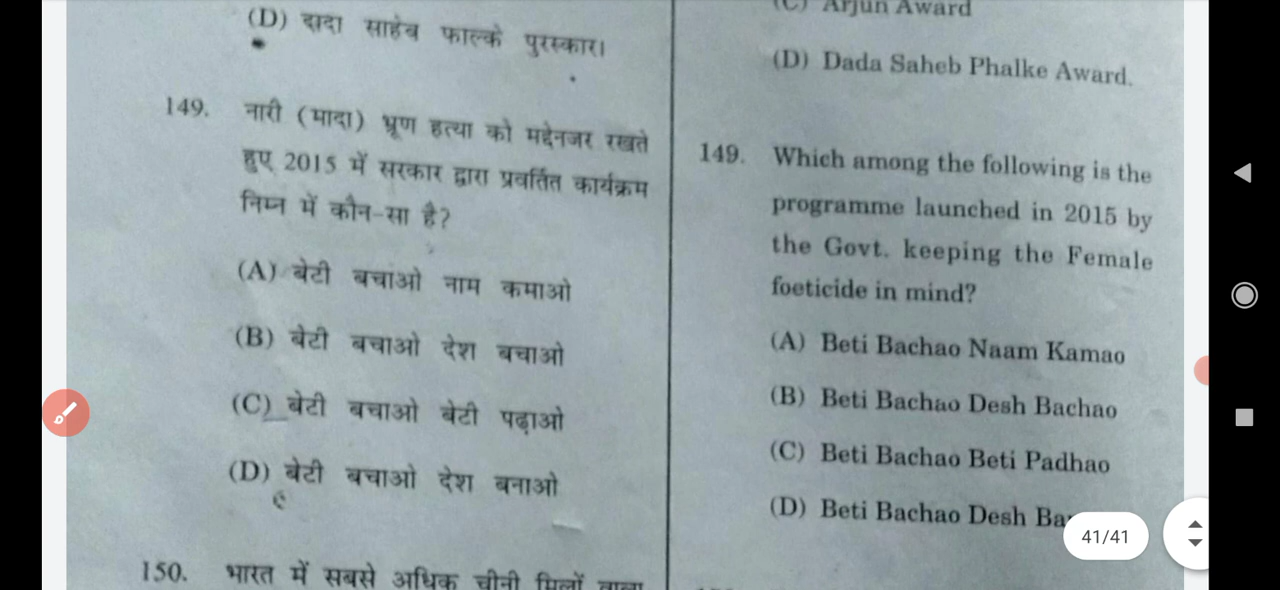 (D) दादा साहेब फाल्के पुरस्कार।
149. नारी (मादा) भ्रूण हत्या को मद्देनजर रखते
हुए 2015 में सरकार द्वारा प्रवर्तित कार्यक्रम
निम्न में कौन-सा है?
(A) बेटी बचाओ नाम कमाओ
(B) बेटी बचाओ देश बचाओ
(C) बेटी बचाओ बेटी पढ़ाओ
(D) बेटी बचाओ देश बनाओ
150. भारत में सबसे अधिक चीनी मिलों वाला
(C) Arjun Award
(D) Dada Saheb Phalke Award.
149. Which among the following is the
programme launched in 2015 by
the Govt. keeping the Female
foeticide in mind?
(A) Beti Bachao Naam Kamao
(B) Beti Bachao Desh Bachao
(C) Beti Bachao Beti Padhao
(D) Beti Bachao Desh
41/41